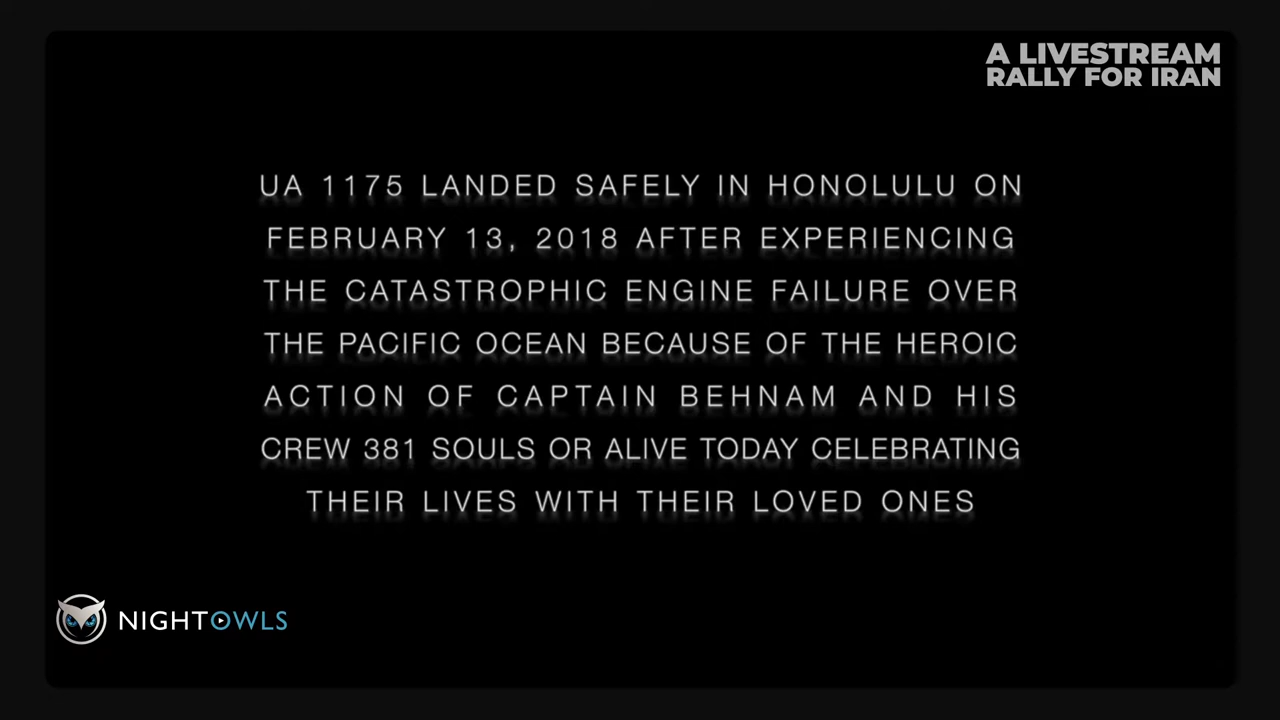 A LIVESTREAM
RALLY FOR IRAN
UA 1175 LANDED SAFELY IN HONOLULU ON
FEBRUARY 13, 2018 AFTER EXPERIENCING
THE CATASTROPHIC ENGINE FAILURE OVER
THE PACIFIC OCEAN BECAUSE OF THE HEROIC
ACTION OF CAPTAIN BEHNAM AND HIS
CREW 381 SOULS OR ALIVE TODAY CELEBRATING
THEIR LIVES WITH THEIR LOVED ONES
NIGHTOWLS